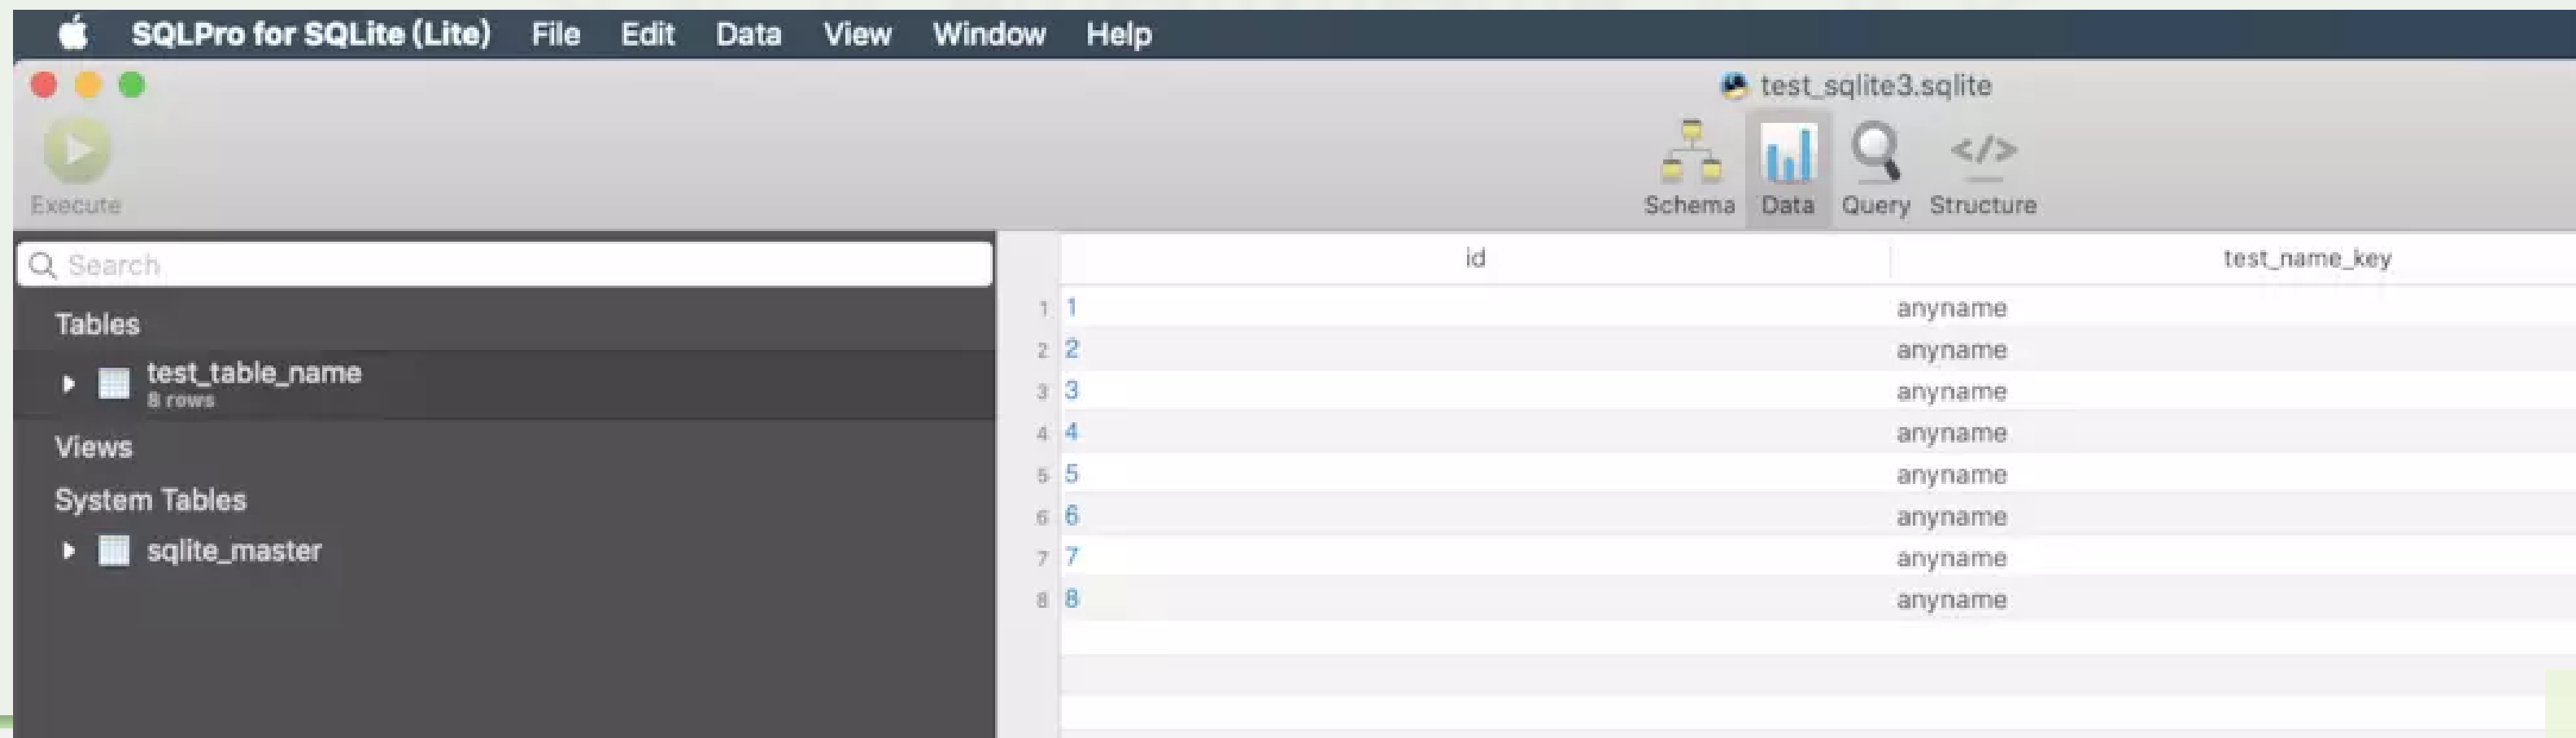 SQLPro for SQLite (Lite) File Edit Data View Window Help
test_sqlite3.sqlite
Execute
Schema Data Query Structure
Search
Tables
test_table_name
8 rows
Views
System Tables
sqlite_master
id test_name_key
1 1 anyname
2 2 anyname
3 3 anyname
4 4 anyname
5 5 anyname
6 6 anyname
7 7 anyname
8 8 anyname